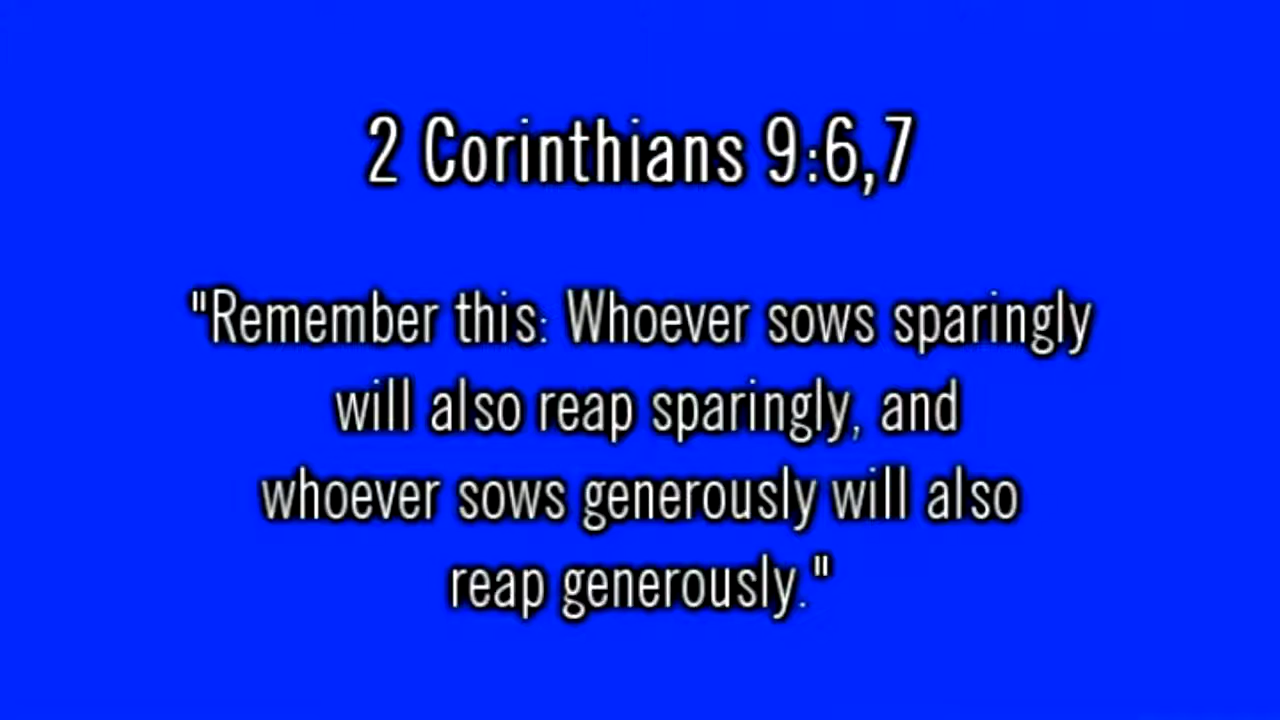 2 Corinthians 9:6,7
"Remember this: Whoever sows sparingly
will also reap sparingly, and
whoever sows generously will also
reap generously."